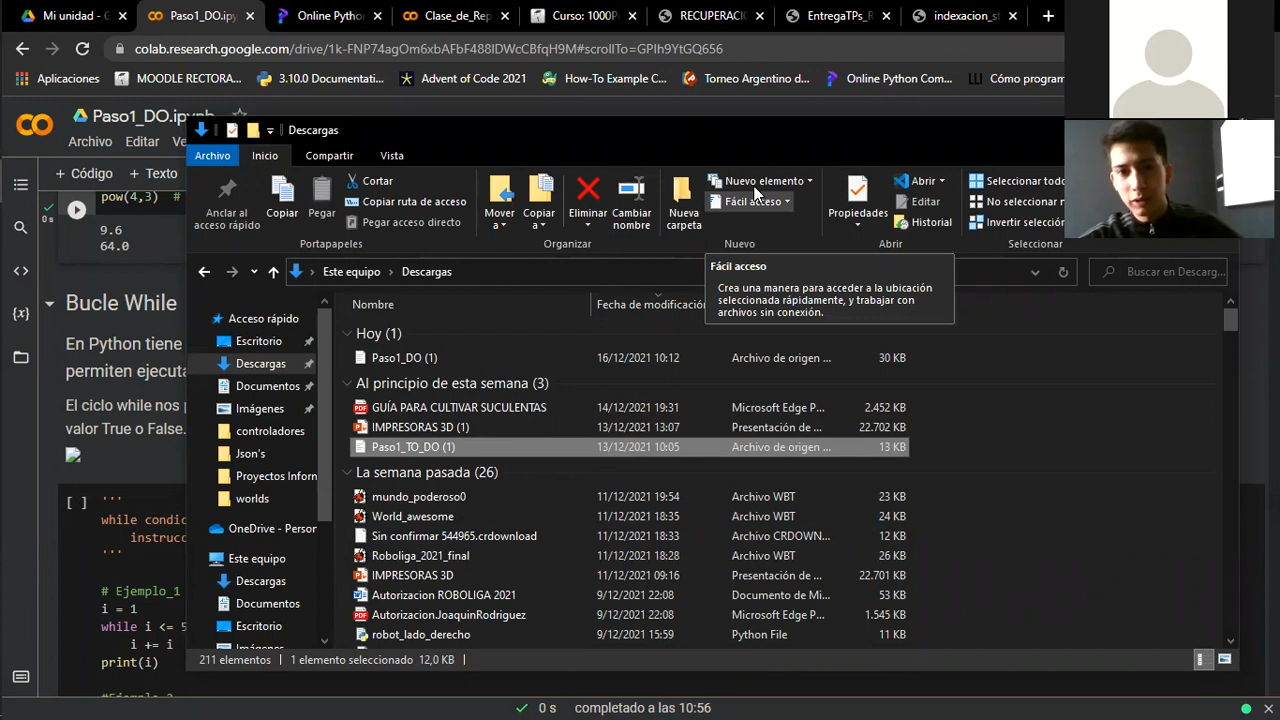 Mi unidad - G
Paso1_DO.ipyn
Online Python
Clase_de_Rep
Curso: 1000P
RECUPERACIÓ
EntregaTPs_R
indexacion_s
colab.research.google.com/drive/1k-FNP74agOm6xbAFbF488IDWcCBfqH9M#scrollTo=GPIh9YtGQ656
Aplicaciones
MOODLE RECTORA...
3.10.0 Documentati...
Advent of Code 2021
How-To Example C...
Torneo Argentino d...
Online Python Com...
Cómo program
Paso1_DO.ipynb
Archivo Editar Ve
+ Código + Texto
pow(4,3) #
9.6
64.0
Bucle While
En Python tiene
permiten ejecuta
El ciclo while nos p
valor True o False.
[ ] '''
while condic
instrucc
'''
# Ejemplo_1
i = 1
while i <= 5
i += i
print(i)
#Ejemplo_2
Descargas
Archivo Inicio Compartir Vista
Anclar al
acceso rápido
Copiar
Pegar
Cortar
Copiar ruta de acceso
Pegar acceso directo
Portapapeles
Mover
a
Copiar
a
Eliminar
Cambiar
nombre
Organizar
Nueva
carpeta
Nuevo elemento
Fácil acceso
Nuevo
Propiedades
Abrir
Editar
Historial
Abrir
Seleccionar todo
No seleccionar n
Invertir selección
Seleccionar
Este equipo
Descargas
Buscar en Descarg...
Fácil acceso
Crea una manera para acceder a la ubicación
seleccionada rápidamente, y trabajar con
archivos sin conexión.
Acceso rápido
Escritorio
Descargas
Documentos
Imágenes
controladores
Json's
Proyectos Inforn
worlds
OneDrive - Person
Este equipo
Descargas
Documentos
Escritorio
Imágenes
Nombre Fecha de modificación
Hoy (1)
Paso1_DO (1) 16/12/2021 10:12 Archivo de origen ... 30 KB
Al principio de esta semana (3)
GUÍA PARA CULTIVAR SUCULENTAS 14/12/2021 19:31 Microsoft Edge P... 2.452 KB
IMPRESORAS 3D (1) 13/12/2021 13:07 Presentación de ... 22.702 KB
Paso1_TO_DO (1) 13/12/2021 10:05 Archivo de origen ... 13 KB
La semana pasada (26)
mundo_poderoso0 11/12/2021 19:54 Archivo WBT 23 KB
World_awesome 11/12/2021 18:35 Archivo WBT 24 KB
Sin confirmar 544965.crdownload 11/12/2021 18:33 Archivo CRDOWN... 12 KB
Roboliga_2021_final 11/12/2021 18:28 Archivo WBT 26 KB
IMPRESORAS 3D 11/12/2021 09:16 Presentación de ... 22.701 KB
Autorizacion ROBOLIGA 2021 9/12/2021 22:08 Documento de Mi... 53 KB
Autorizacion.JoaquinRodriguez 9/12/2021 22:08 Microsoft Edge P... 1.545 KB
robot_lado_derecho 9/12/2021 15:59 Python File 11 KB
211 elementos 1 elemento seleccionado 12,0 KB
0 s completado a las 10:56